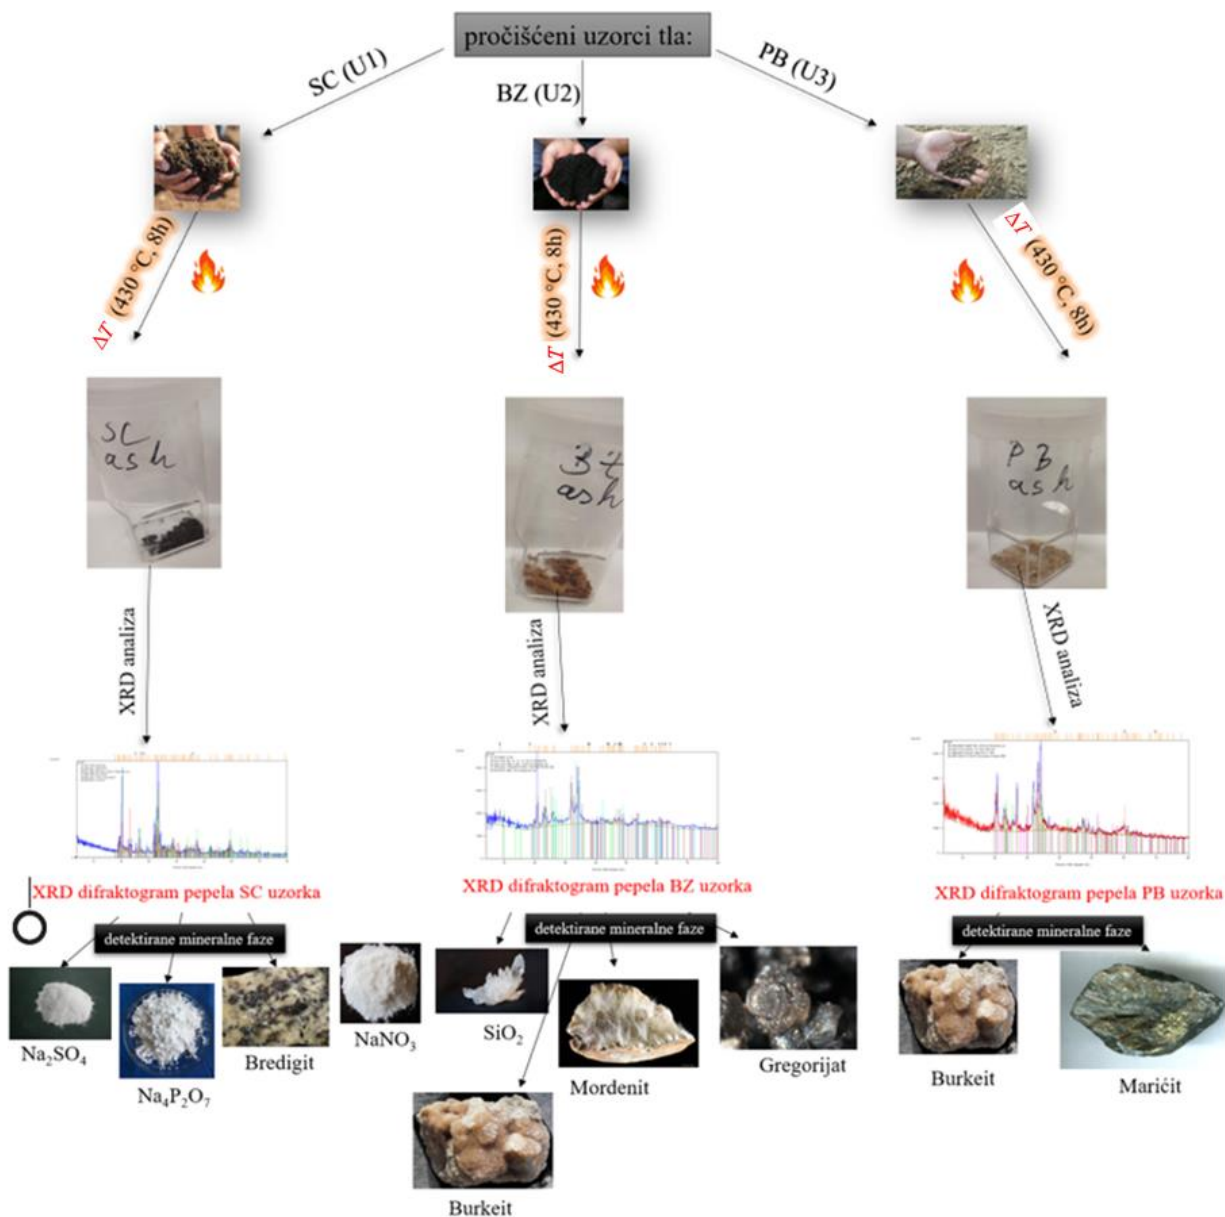 pročišćeni uzorci tla:
SC (U1)
BZ (U2)
PB (U3)
ΔT (430 °C, 8h)
ΔT (430 °C, 8h)
ΔT (430 °C, 8h)
SC
ash
BZ
ash
PB
ash
XRD analiza
XRD analiza
XRD analiza
XRD difraktogram pepela SC uzorka
XRD difraktogram pepela BZ uzorka
XRD difraktogram pepela PB uzorka
detektirane mineralne faze
detektirane mineralne faze
detektirane mineralne faze
Na₂SO₄
Na₄P₂O₇
Bredigit
NaNO₃
SiO₂
Burkeit
Mordenit
Gregorijat
Burkeit
Marićit